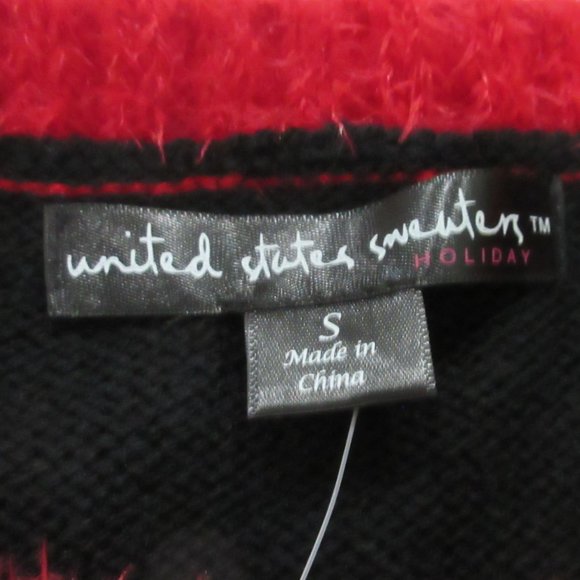 united states sweaters™
HOLIDAY
S
Made in
China